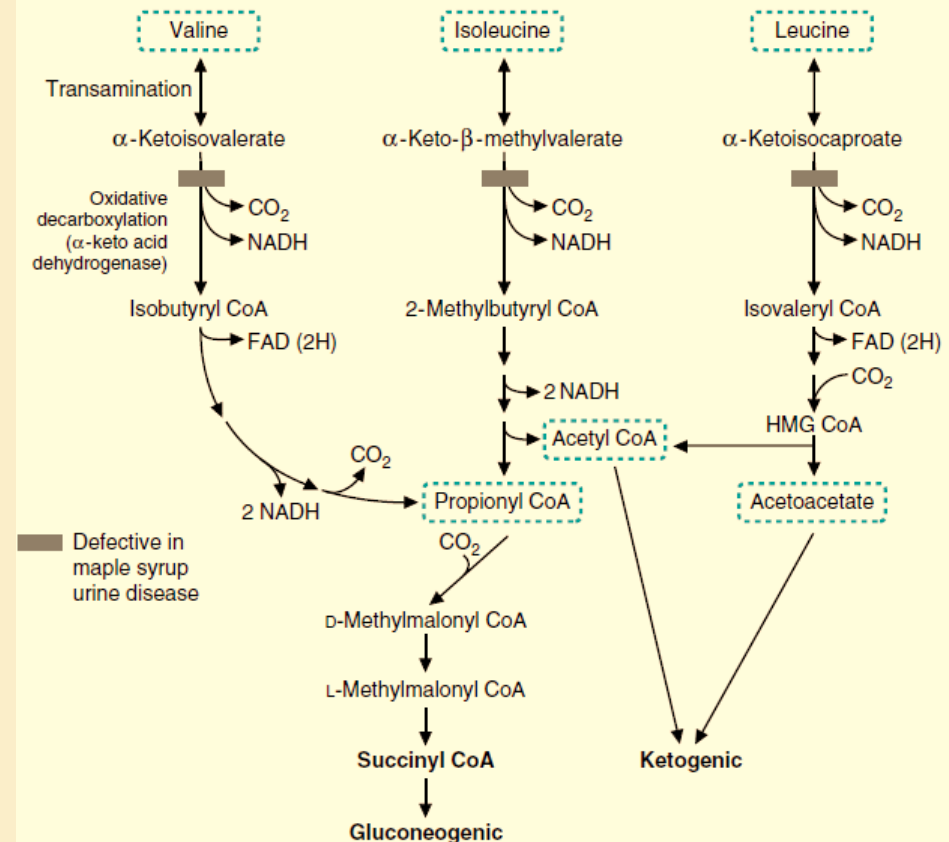 Valine
Isoleucine
Leucine
Transamination
α-Ketoisovalerate
α-Keto-β-methylvalerate
α-Ketoisocaproate
Oxidative
decarboxylation
(α-keto acid
dehydrogenase)
CO₂
NADH
CO₂
NADH
CO₂
NADH
Isobutyryl CoA
2-Methylbutyryl CoA
Isovaleryl CoA
FAD (2H)
FAD (2H)
2 NADH
CO₂
HMG CoA
Acetyl CoA
CO₂
2 NADH
Propionyl CoA
Acetoacetate
Defective in
maple syrup
urine disease
CO₂
D-Methylmalonyl CoA
L-Methylmalonyl CoA
Succinyl CoA
Ketogenic
Gluconeogenic